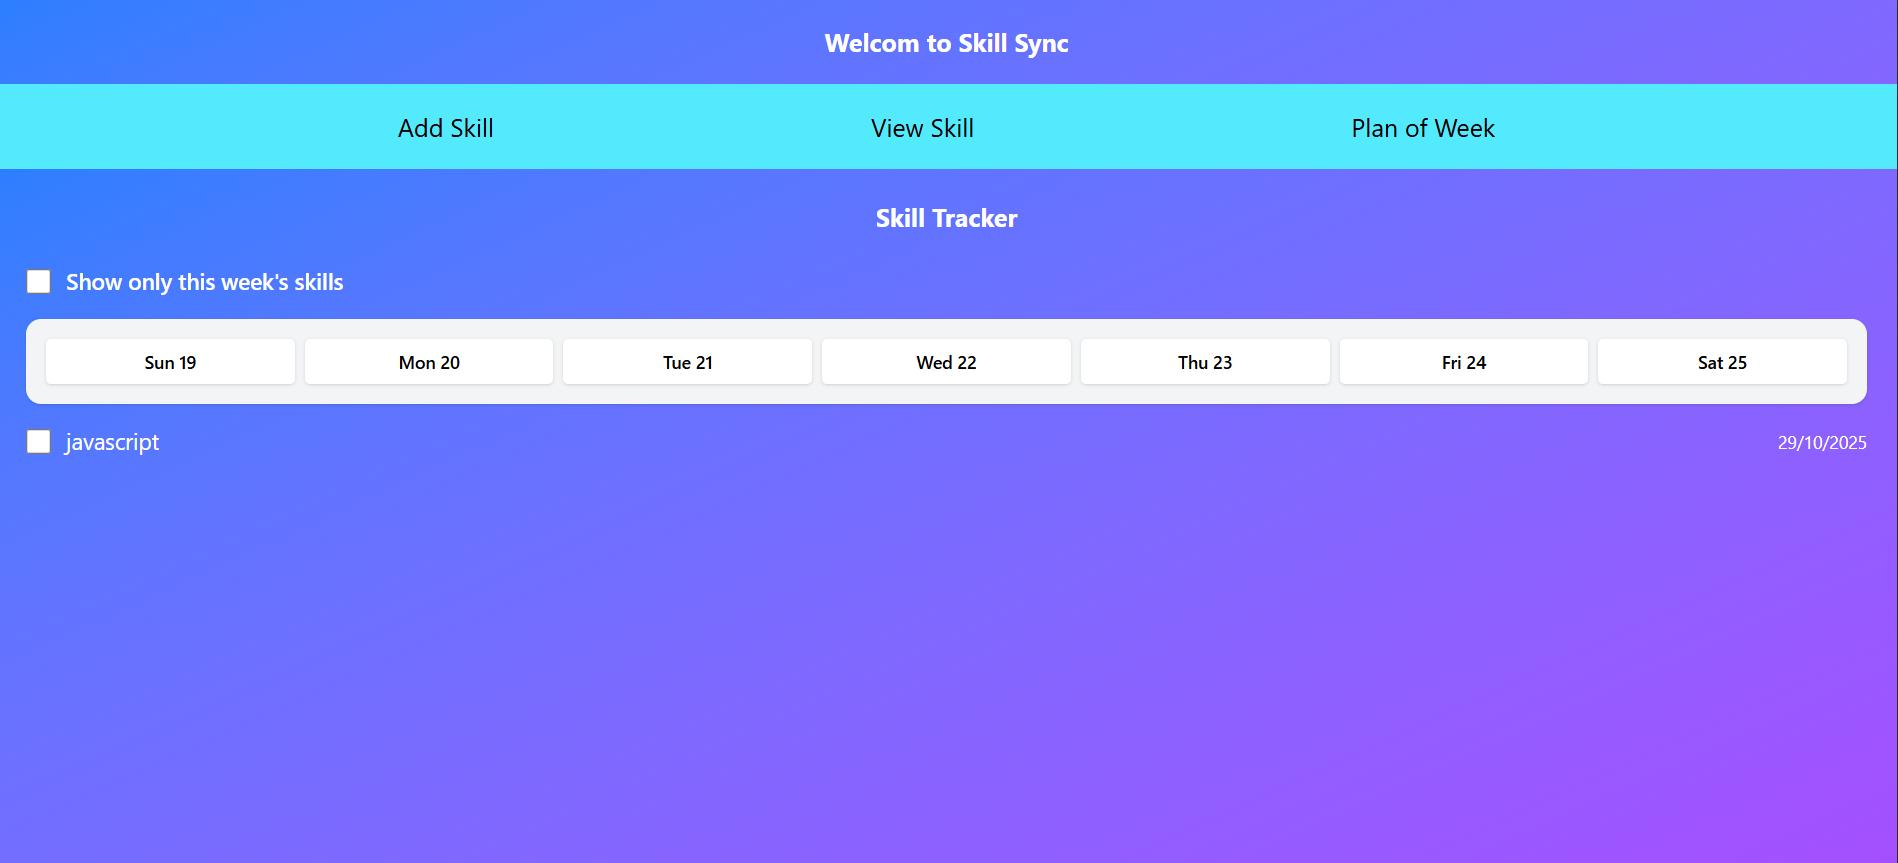 Welcom to Skill Sync
Add Skill View Skill Plan of Week
Skill Tracker
Show only this week's skills
Sun 19 Mon 20 Tue 21 Wed 22 Thu 23 Fri 24 Sat 25
javascript 29/10/2025